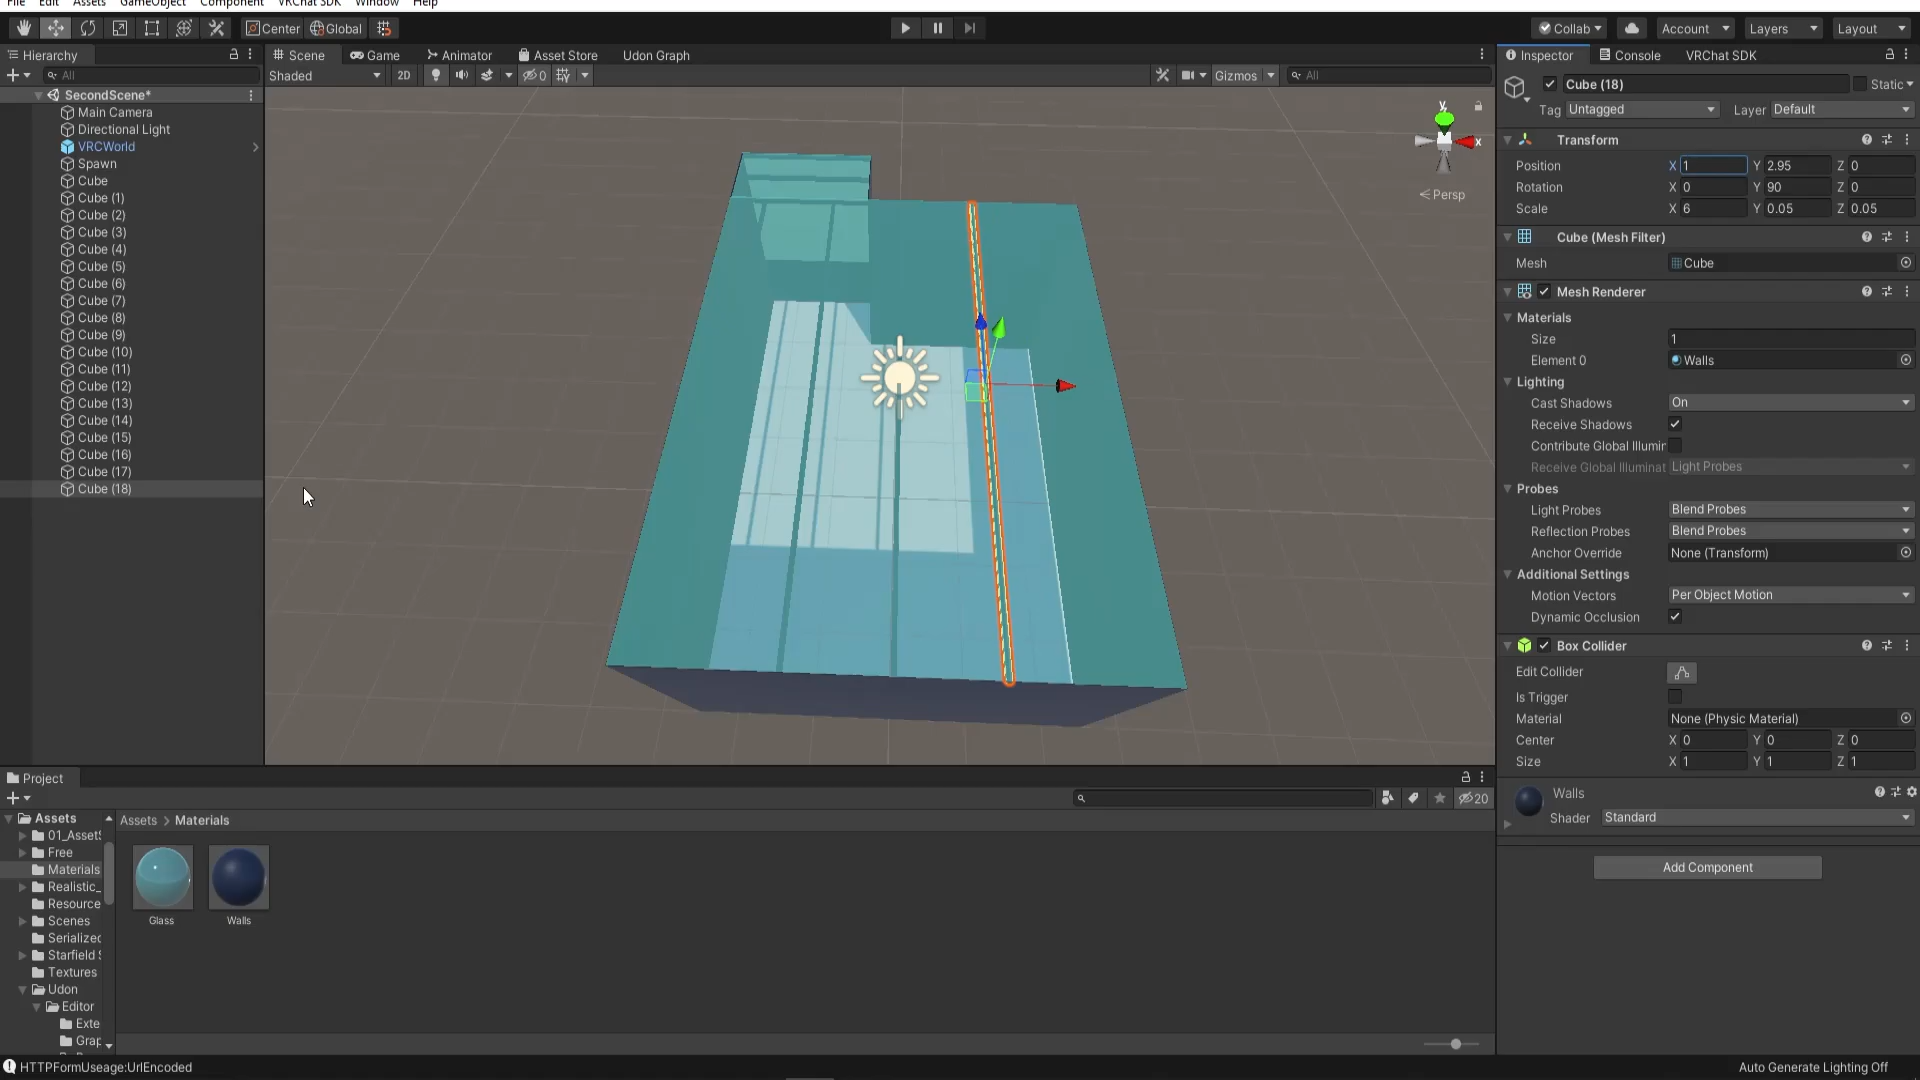 File Edit Assets GameObject Component VRChat SDK Window Help
Center Global
Collab Account Layers Layout
Hierarchy
All
SecondScene*
Main Camera
Directional Light
VRCWorld
Spawn
Cube
Cube (1)
Cube (2)
Cube (3)
Cube (4)
Cube (5)
Cube (6)
Cube (7)
Cube (8)
Cube (9)
Cube (10)
Cube (11)
Cube (12)
Cube (13)
Cube (14)
Cube (15)
Cube (16)
Cube (17)
Cube (18)
Scene Game Animator Asset Store Udon Graph
Shaded 2D 0 Gizmos All
y
x
Persp
Inspector Console VRChat SDK
Cube (18) Static
Tag Untagged Layer Default
Transform
Position X 1 Y 2.95 Z 0
Rotation X 0 Y 90 Z 0
Scale X 6 Y 0.05 Z 0.05
Cube (Mesh Filter)
Mesh Cube
Mesh Renderer
Materials
Size 1
Element 0 Walls
Lighting
Cast Shadows On
Receive Shadows
Contribute Global Illumir
Receive Global Illuminat Light Probes
Probes
Light Probes Blend Probes
Reflection Probes Blend Probes
Anchor Override None (Transform)
Additional Settings
Motion Vectors Per Object Motion
Dynamic Occlusion
Box Collider
Edit Collider
Is Trigger
Material None (Physic Material)
Center X 0 Y 0 Z 0
Size X 1 Y 1 Z 1
Walls
Shader Standard
Add Component
Project
20
Assets
01_Asset
Free
Materials
Realistic_
Resource
Scenes
Serialized
Starfield S
Textures
Udon
Editor
Exte
Grap
Assets > Materials
Glass Walls
HTTPFormUseage:UrlEncoded
Auto Generate Lighting Off